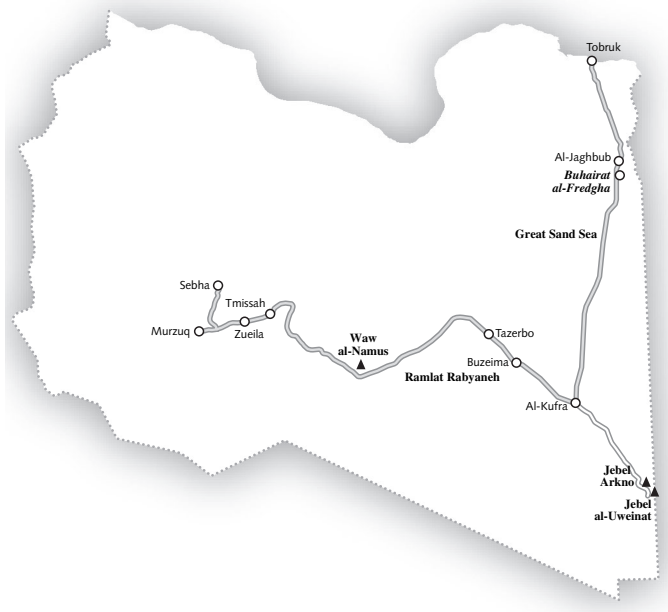 Tobruk
Al-Jaghbub
Buhairat
al-Fredgha
Great Sand Sea
Sebha
Tmissah
Murzuq
Zueila
Waw
al-Namus
Tazerbo
Buzeima
Ramlat Rabyaneh
Al-Kufra
Jebel
Arkno
Jebel
al-Uweinat